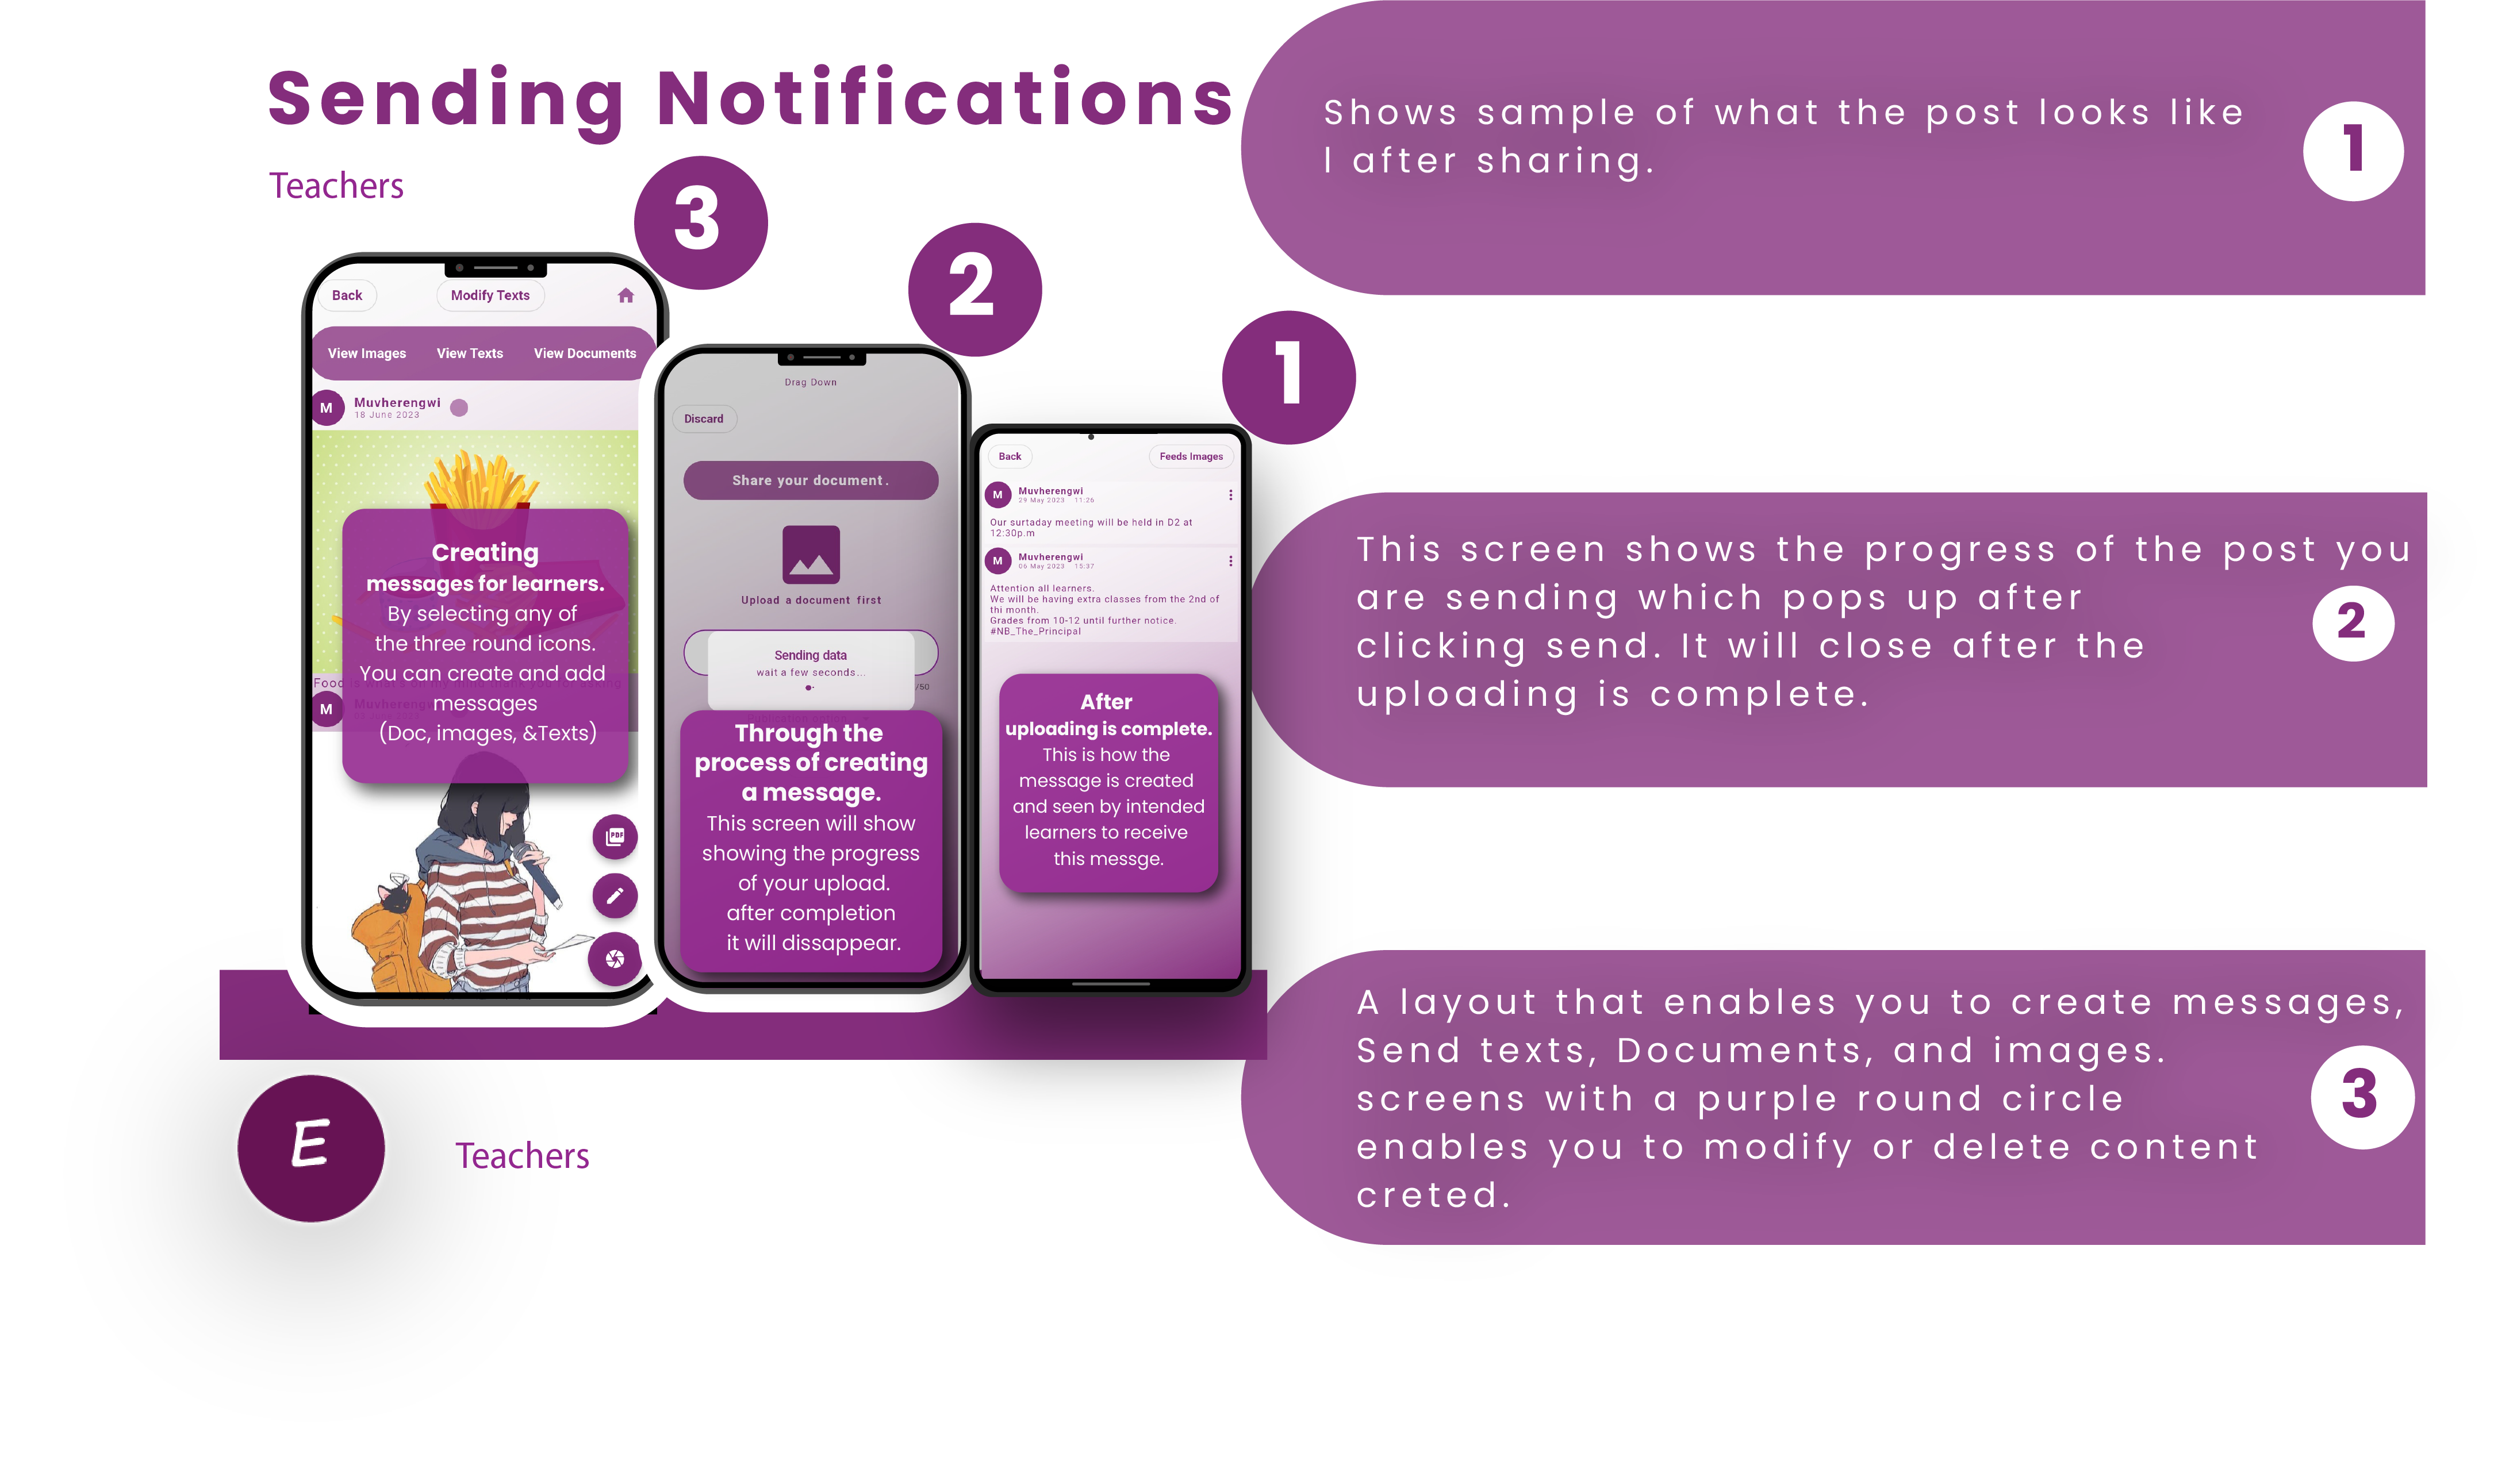 Sending Notifications
Teachers
3
2
1
Back
Modify Texts
View Images
View Texts
View Documents
M
Muvherengwi
18 June 2023
Creating
messages for learners.
By selecting any of
the three round icons.
You can create and add
messages
(Doc, images, &Texts)
M
Muvherengwi
PDF
Drag Down
Discard
Share your document.
Upload a document first
Sending data
wait a few seconds...
/50
Through the
process of creating
a message.
This screen will show
showing the progress
of your upload.
after completion
it will dissappear.
Back
Feeds Images
M
Muvherengwi
29 May 2023 11:26
Our surtaday meeting will be held in D2 at
12:30p.m
M
Muvherengwi
06 May 2023 15:37
Attention all learners.
We will be having extra classes from the 2nd of
thi month.
Grades from 10-12 until further notice.
#NB_The_Principal
After
uploading is complete.
This is how the
message is created
and seen by intended
learners to receive
this messge.
E
Teachers
Shows sample of what the post looks like
l after sharing.
1
This screen shows the progress of the post you
are sending which pops up after
clicking send. It will close after the
uploading is complete.
2
A layout that enables you to create messages,
Send texts, Documents, and images.
screens with a purple round circle
enables you to modify or delete content
creted.
3